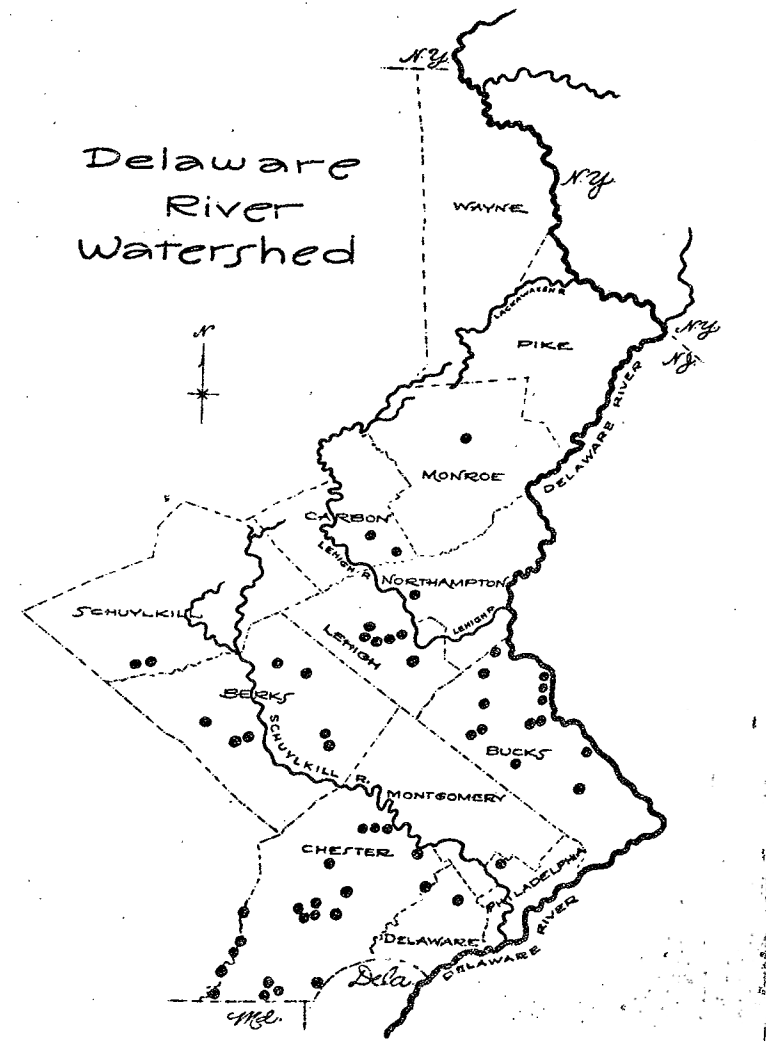 N.Y.
Delaware
River
Watershed
N.Y.
WAYNE
LACKAWAXEN R.
N.Y.
N.J.
PIKE
N
DELAWARE RIVER
MONROE
CARBON
LEHIGH R.
NORTHAMPTON
SCHUYLKILL
LEHIGH R.
LEHIGH
BERKS
SCHUYLKILL R.
BUCKS
MONTGOMERY
CHESTER
PHILADELPHIA
DELAWARE
DELAWARE RIVER
Dela.
Md.